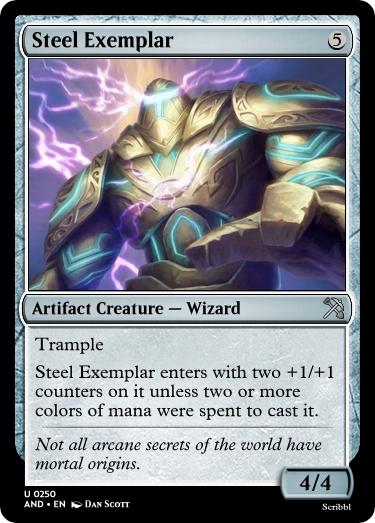 Steel Exemplar 5
Artifact Creature — Wizard
Trample
Steel Exemplar enters with two +1/+1
counters on it unless two or more
colors of mana were spent to cast it.
Not all arcane secrets of the world have
mortal origins.
4/4
U 0250
AND • EN Dan Scott
Scribbl